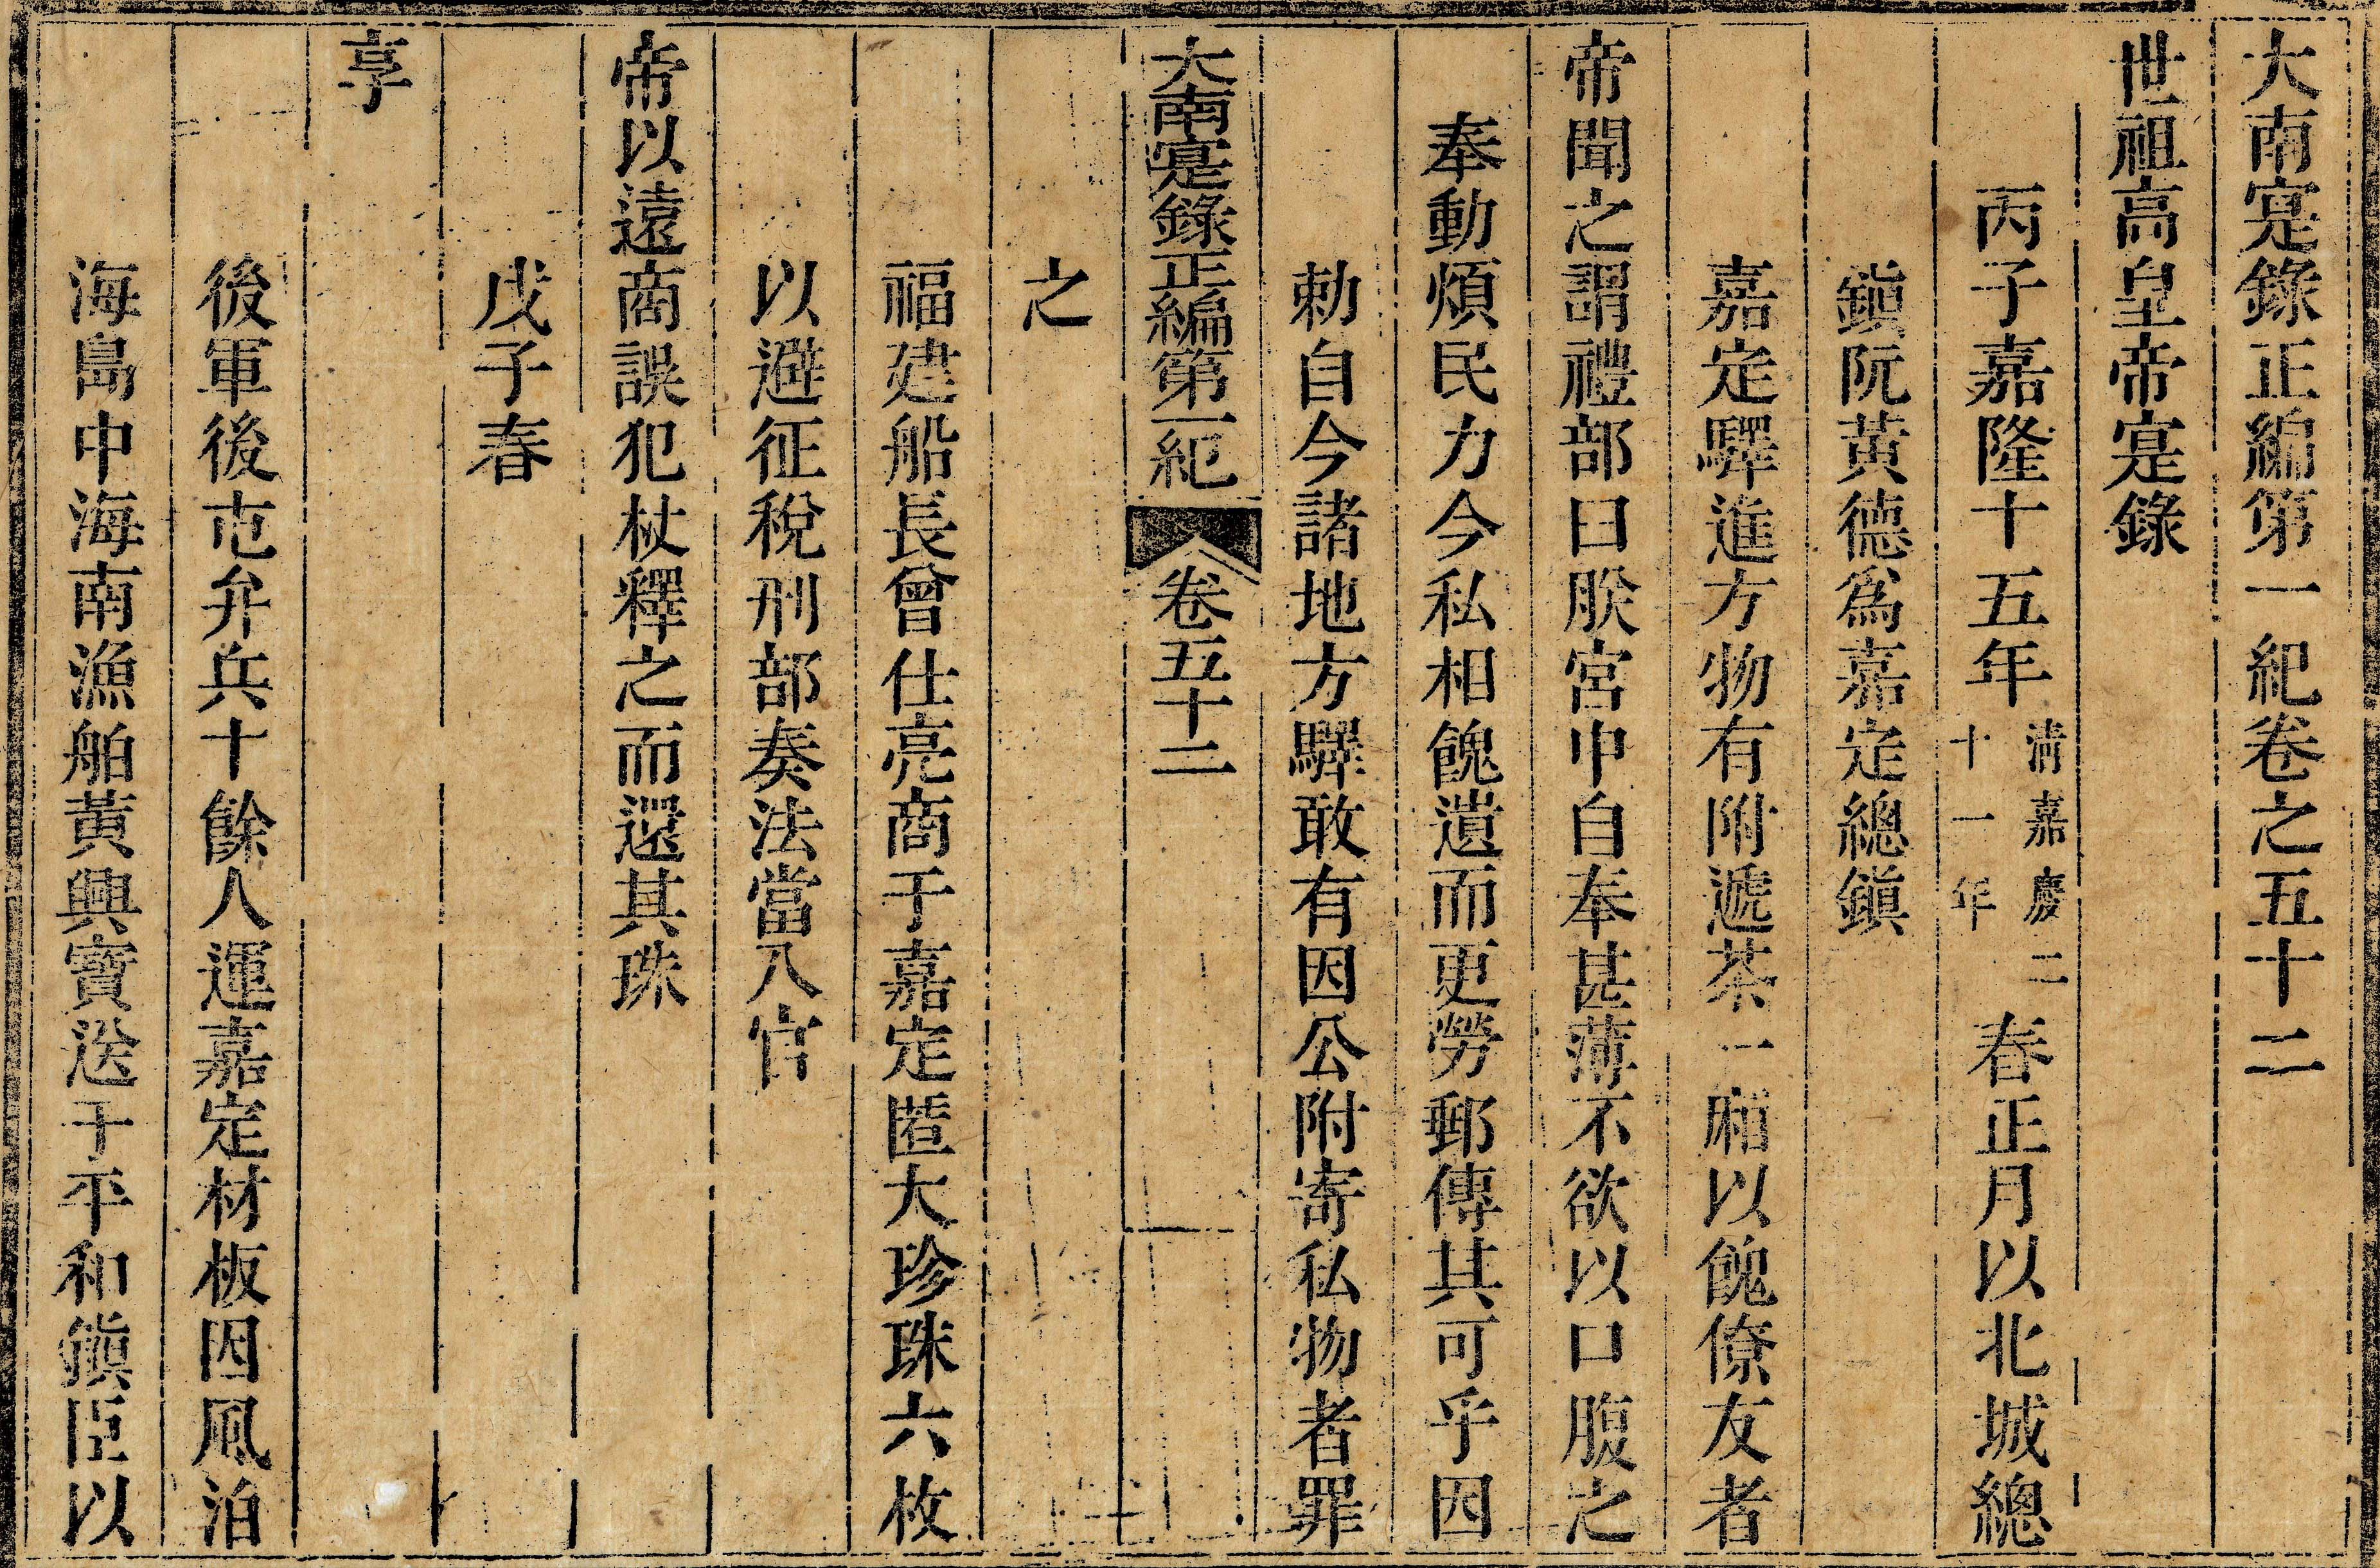 大南寔錄正編第一紀卷之五十二
世祖高皇帝寔錄
丙子嘉隆十五年清嘉慶二十一年春正月以北城總
鎭阮黃德爲嘉定總鎭
嘉定驛進方物有附遞茶一廂以餽僚友者
帝聞之謂禮部曰朕宮中自奉甚薄不欲以口腹之
奉動煩民力今私相餽遺而更勞郵傳其可乎因
勅自今諸地方驛敢有因公附寄私物者罪
大南寔錄正編第一紀 卷五十二
之
福建船長曾仕亮商于嘉定匿大珍珠六枚
以避征稅刑部奏法當入官
帝以遠商誤犯杖釋之而還其珠
戊子春
享
後軍後屯弁兵十餘人運嘉定材板因風泊
海島中海南漁船黃興寶送于平和鎭臣以